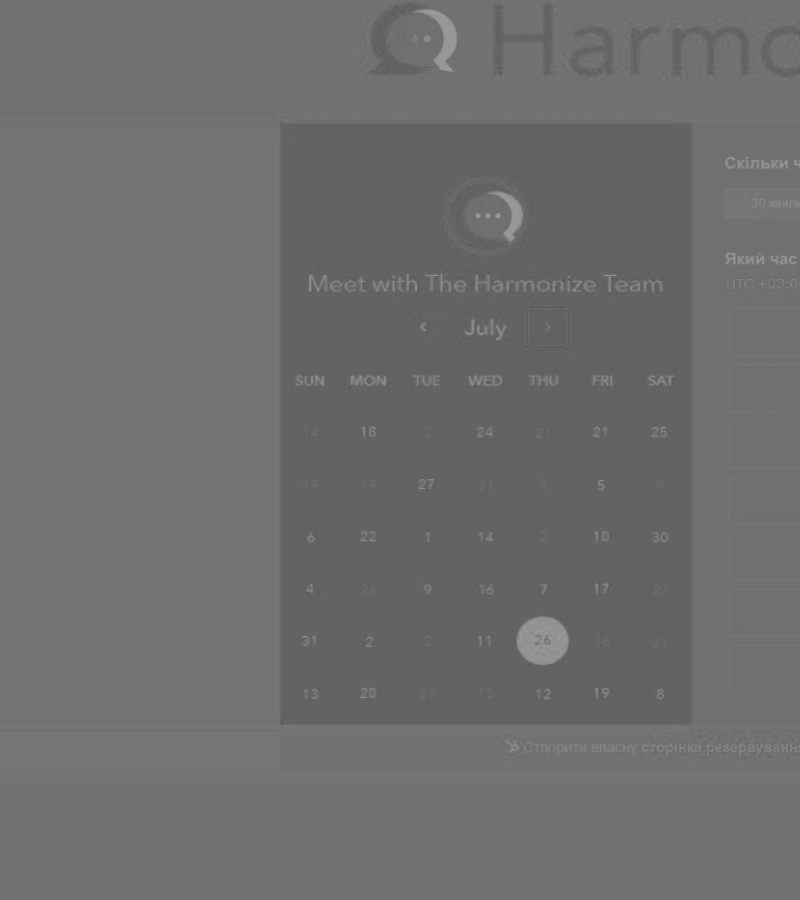 Harmo
Скільки ч
30 хвили
Meet with The Harmonize Team
Який час
UTC +03:0
July
SUN MON TUE WED THU FRI SAT
14 18 2 24 21 21 25
19 19 27 31 8 5 8
6 22 1 14 2 10 30
4 26 9 16 7 17 22
31 2 2 11 26 16 21
13 20 29 13 12 19 8
Створити власну сторінка резервування